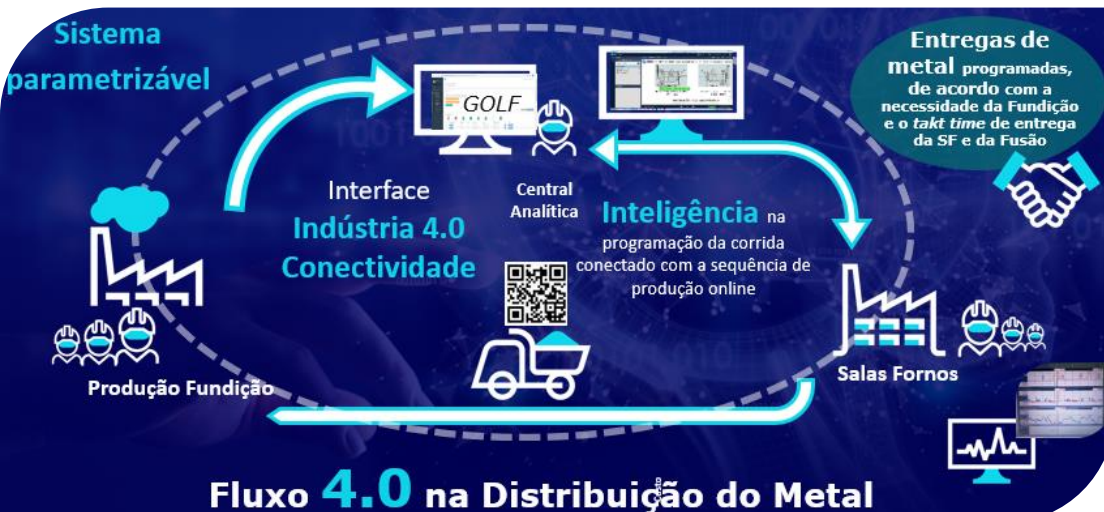 Sistema
parametrizável
GOLF
Entregas de
metal programadas,
de acordo com a
necessidade da Fundição
e o takt time de entrega
da SF e da Fusão
Interface
Indústria 4.0
Conectividade
Central
Analítica
Inteligência na
programação da corrida
conectado com a sequência de
produção online
Produção Fundição
Salas Fornos
Fluxo 4.0 na Distribuição do Metal